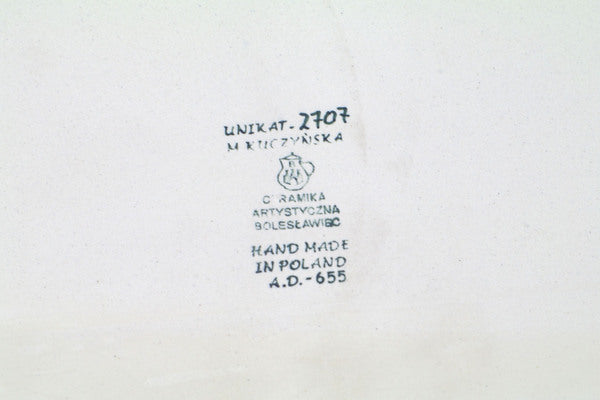 UNIKAT-2707
M KUCZYŃSKA
C RAMIKA
ARTYSTYCZNA
BOLESŁAWIEC
HAND MADE
IN POLAND
A.D.-655